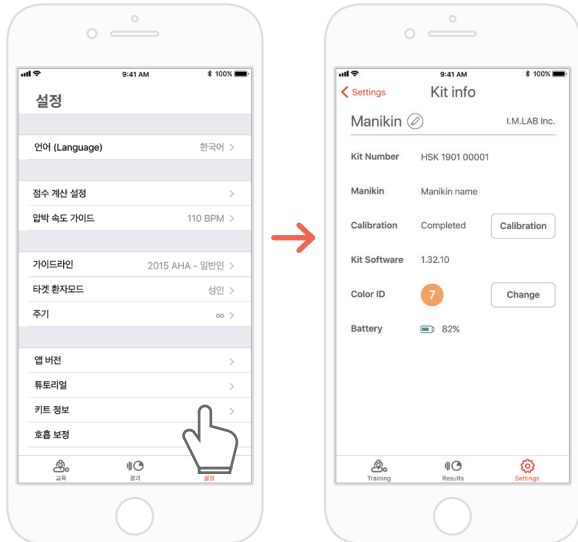 9:41 AM
100%
설정
언어 (Language) 한국어
점수 계산 설정
압박 속도 가이드 110 BPM
가이드라인 2015 AHA - 일반인
타겟 환자모드 성인
주기 ∞
앱 버전
튜토리얼
키트 정보
호흡 보정
교육 결과 설정
9:41 AM
100%
Settings Kit info
Manikin I.M.LAB Inc.
Kit Number HSK 1901 00001
Manikin Manikin name
Calibration Completed Calibration
Kit Software 1.32.10
Color ID 7 Change
Battery 82%
Training Results Settings